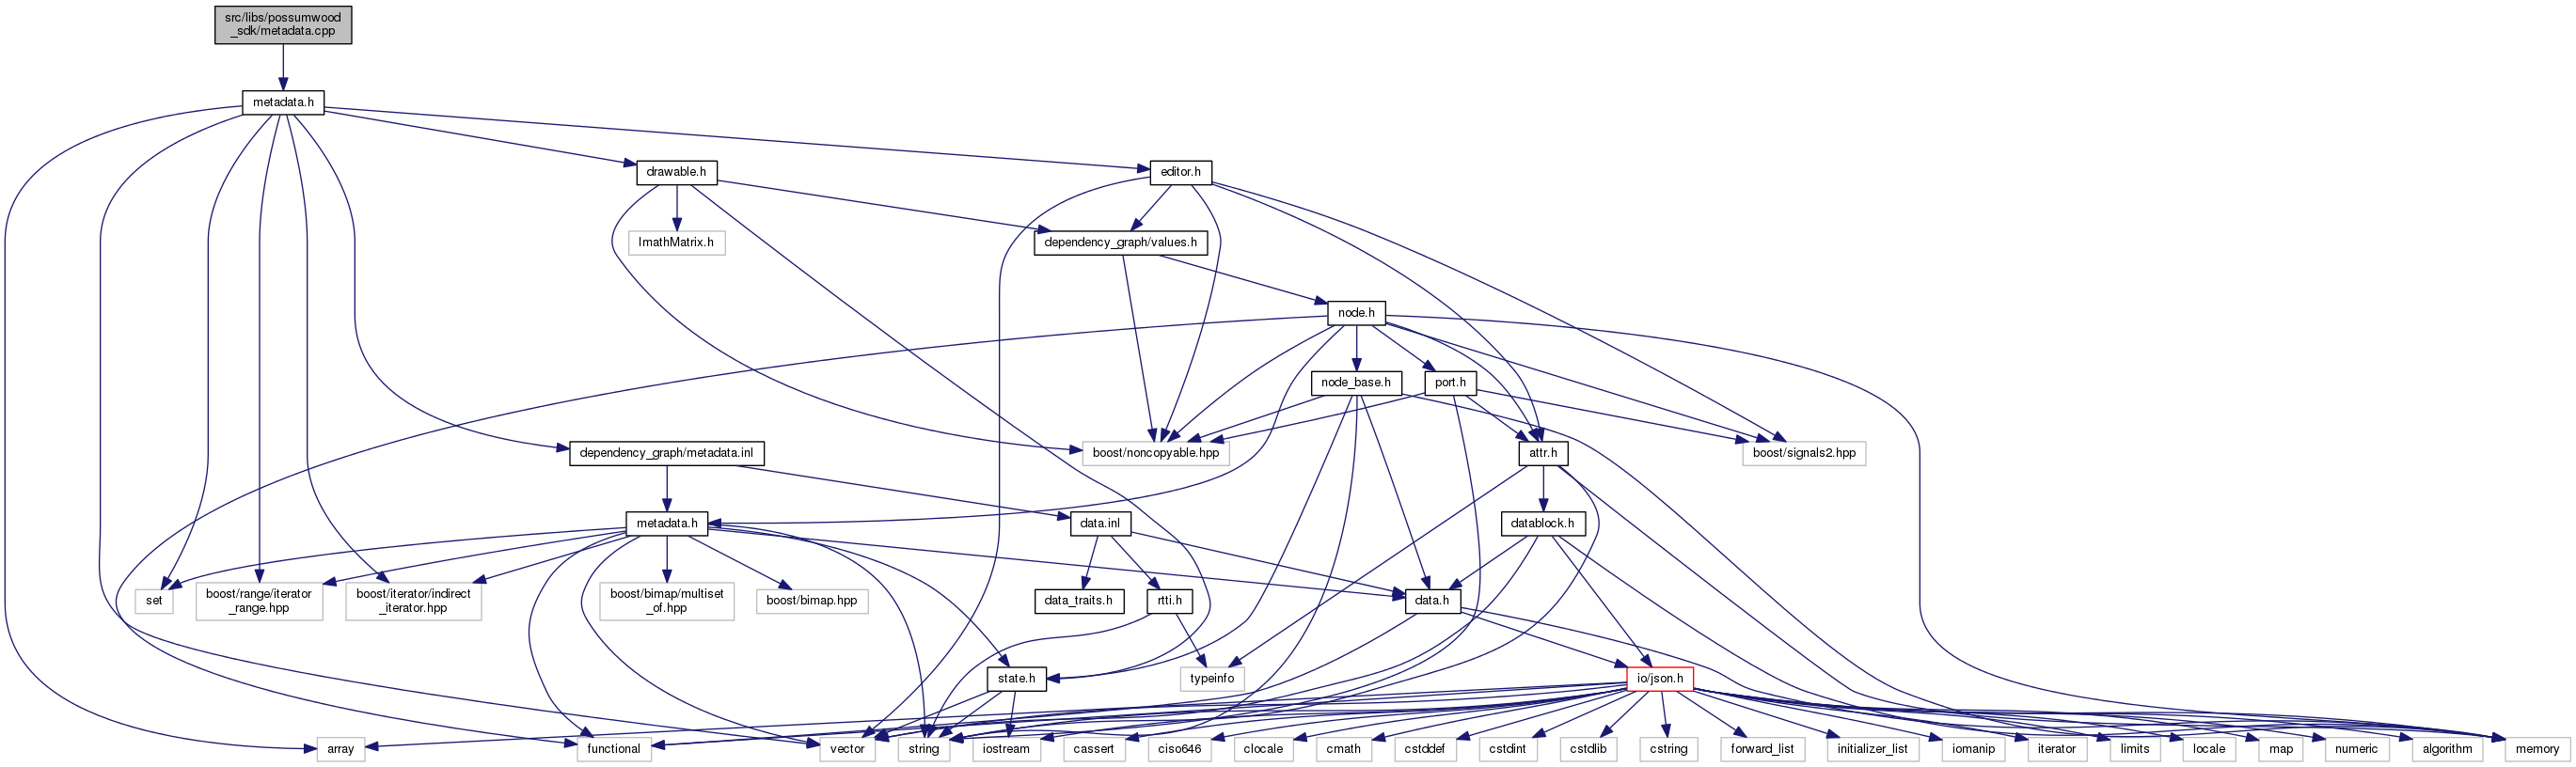 src/libs/possumwood
_sdk/metadata.cpp
metadata.h
drawable.h
editor.h
ImathMatrix.h
dependency_graph/values.h
node.h
node_base.h
port.h
dependency_graph/metadata.inl
boost/noncopyable.hpp
attr.h
boost/signals2.hpp
metadata.h
data.inl
datablock.h
set
boost/range/iterator
_range.hpp
boost/iterator/indirect
_iterator.hpp
boost/bimap/multiset
_of.hpp
boost/bimap.hpp
data_traits.h
rtti.h
data.h
state.h
typeinfo
io/json.h
array
functional
vector
string
iostream
cassert
ciso646
clocale
cmath
cstddef
cstdint
cstdlib
cstring
forward_list
initializer_list
iomanip
iterator
limits
locale
map
numeric
algorithm
memory